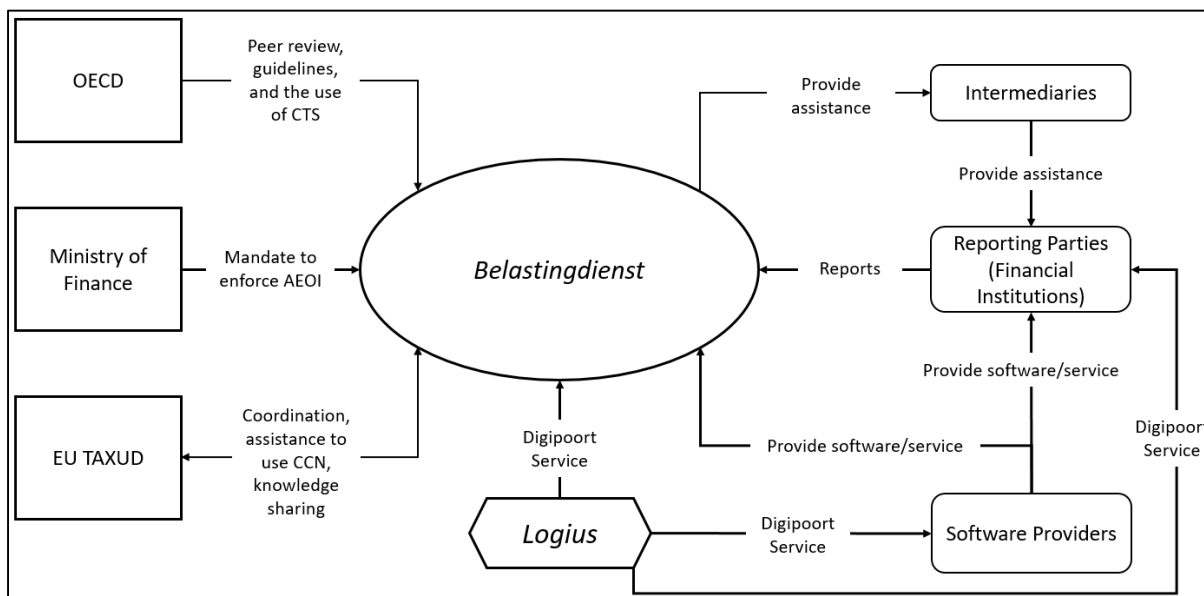 OECD
Peer review,
guidelines,
and the use
of CTS
Provide
assistance
Intermediaries
Provide assistance
Ministry of
Finance
Mandate to
enforce AEOI
Belastingdienst
Reports
Reporting Parties
(Financial
Institutions)
Provide software/service
EU TAXUD
Coordination,
assistance to
use CCN,
knowledge
sharing
Digipoort
Service
Provide software/service
Digipoort
Service
Logius
Digipoort
Service
Software Providers